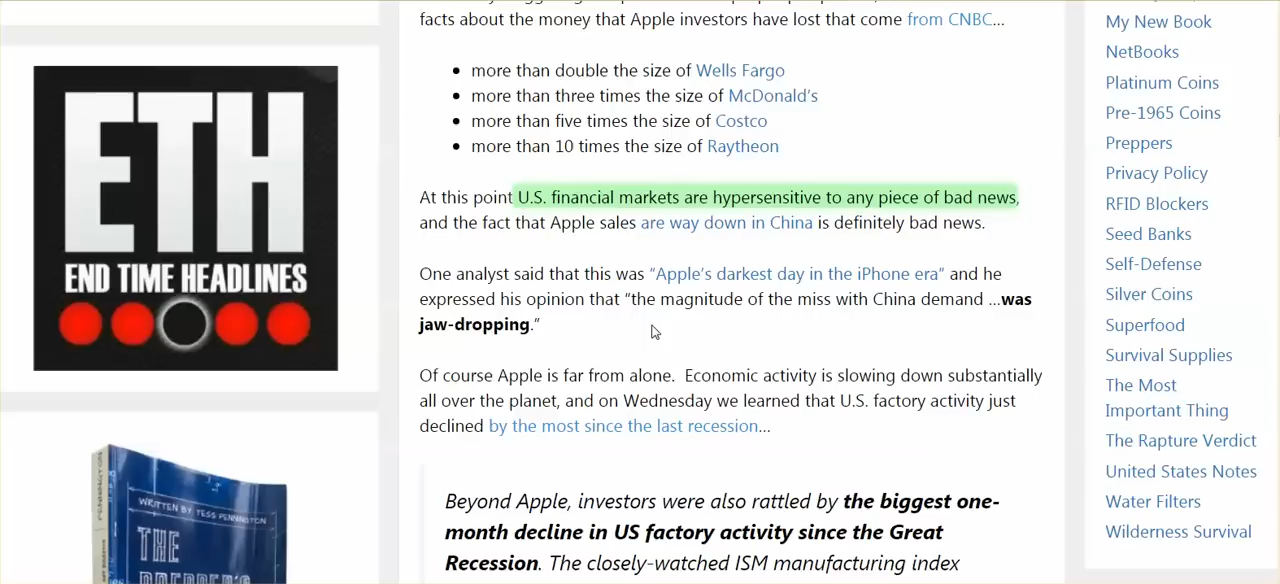 facts about the money that Apple investors have lost that come from CNBC…
• more than double the size of Wells Fargo
• more than three times the size of McDonald's
• more than five times the size of Costco
• more than 10 times the size of Raytheon
At this point U.S. financial markets are hypersensitive to any piece of bad news,
and the fact that Apple sales are way down in China is definitely bad news.
One analyst said that this was “Apple's darkest day in the iPhone era” and he
expressed his opinion that “the magnitude of the miss with China demand …was
jaw-dropping.”
Of course Apple is far from alone.  Economic activity is slowing down substantially
all over the planet, and on Wednesday we learned that U.S. factory activity just
declined by the most since the last recession…
Beyond Apple, investors were also rattled by the biggest one-
month decline in US factory activity since the Great
Recession. The closely-watched ISM manufacturing index
ETH
END TIME HEADLINES
PENNINGTON
WRITTEN BY TESS PENNINGTON
THE
My New Book
NetBooks
Platinum Coins
Pre-1965 Coins
Preppers
Privacy Policy
RFID Blockers
Seed Banks
Self-Defense
Silver Coins
Superfood
Survival Supplies
The Most
Important Thing
The Rapture Verdict
United States Notes
Water Filters
Wilderness Survival